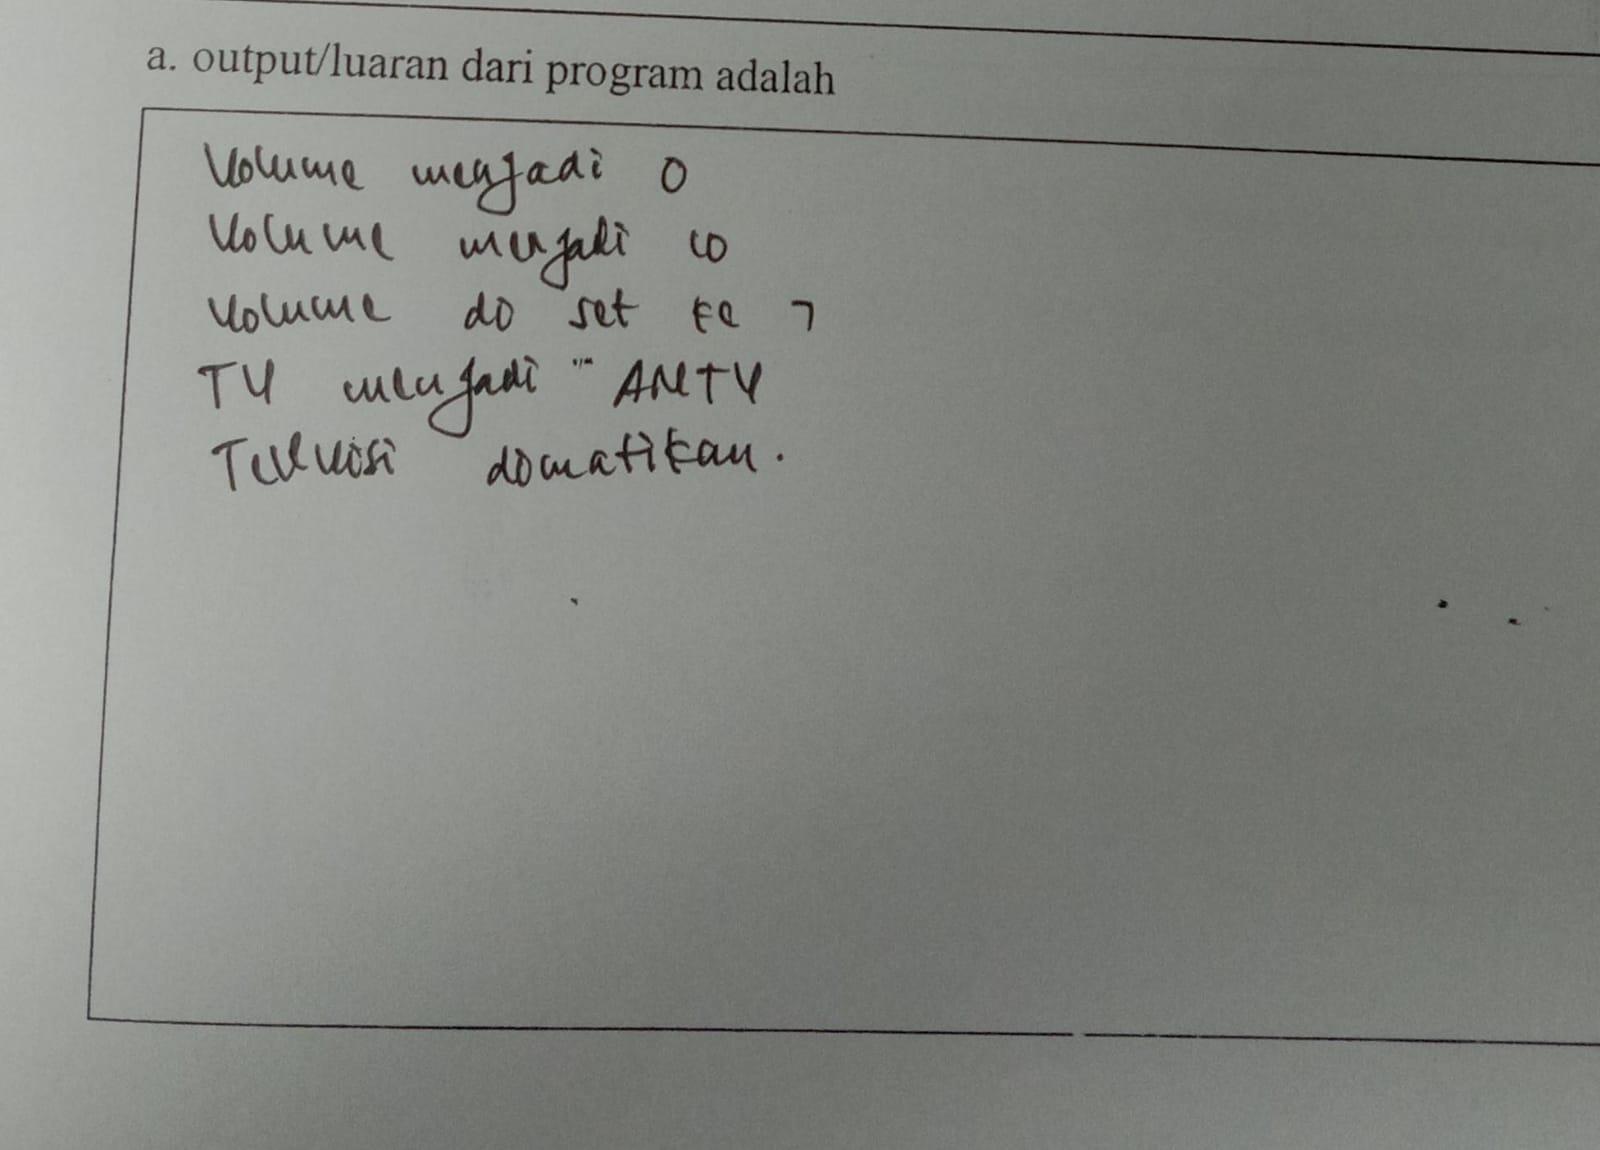 a. output/luaran dari program adalah
Volume menjadi 0
Volume menjadi 10
Volume di set ke 7
TV menjadi ANTV
Televisi dimatikan.